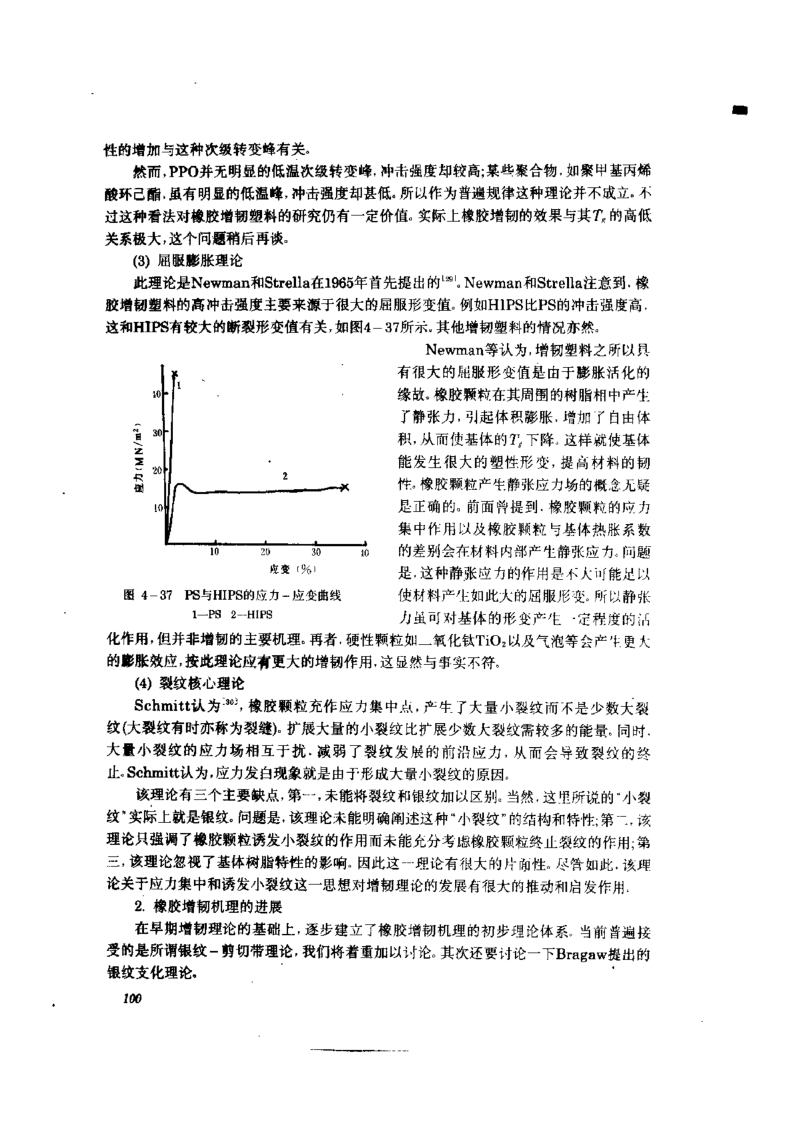 性的增加与这种次级转变峰有关。
然而,PPO并无明显的低温次级转变峰,冲击强度却较高;某些聚合物,如聚甲基丙烯
酸环己酯,虽有明显的低温峰,冲击强度却甚低。所以作为普遍规律这种理论并不成立。不
过这种看法对橡胶增韧塑料的研究仍有一定价值。实际上橡胶增韧的效果与其Tg的高低
关系极大,这个问题稍后再谈。
(3) 屈服膨胀理论
此理论是Newman和Strella在1965年首先提出的[29]。Newman和Strella注意到,橡
胶增韧塑料的高冲击强度主要来源于很大的屈服形变值。例如HIPS比PS的冲击强度高,
这和HIPS有较大的断裂形变值有关,如图4-37所示。其他增韧塑料的情况亦然。
Newman等认为,增韧塑料之所以具
有很大的屈服形变值是由于膨胀活化的
缘故。橡胶颗粒在其周围的树脂相中产生
了静张力,引起体积膨胀,增加了自由体
积,从而使基体的Tg下降。这样就使基体
能发生很大的塑性形变,提高材料的韧
性。橡胶颗粒产生静张应力场的概念无疑
是正确的。前面曾提到,橡胶颗粒的应力
集中作用以及橡胶颗粒与基体热胀系数
的差别会在材料内部产生静张应力。问题
是,这种静张应力的作用是不大可能足以
使材料产生如此大的屈服形变。所以静张
力虽可对基体的形变产生一定程度的活
应力(MN/m²)
10
30
20
10
1
2
10 20 30 40
应变(%)
图 4-37 PS与HIPS的应力-应变曲线
1—PS 2—HIPS
化作用,但并非增韧的主要机理。再者,硬性颗粒如二氧化钛TiO₂以及气泡等会产生更大
的膨胀效应,按此理论应有更大的增韧作用,这显然与事实不符。
(4) 裂纹核心理论
Schmitt认为[30],橡胶颗粒充作应力集中点,产生了大量小裂纹而不是少数大裂
纹(大裂纹有时亦称为裂缝)。扩展大量的小裂纹比扩展少数大裂纹需较多的能量。同时,
大量小裂纹的应力场相互干扰,减弱了裂纹发展的前沿应力,从而会导致裂纹的终
止。Schmitt认为,应力发白现象就是由于形成大量小裂纹的原因。
该理论有三个主要缺点,第一,未能将裂纹和银纹加以区别。当然,这里所说的“小裂
纹”实际上就是银纹。问题是,该理论未能明确阐述这种“小裂纹”的结构和特性;第二,该
理论只强调了橡胶颗粒诱发小裂纹的作用而未能充分考虑橡胶颗粒终止裂纹的作用;第
三,该理论忽视了基体树脂特性的影响。因此这一理论有很大的片面性。尽管如此,该理
论关于应力集中和诱发小裂纹这一思想对增韧理论的发展有很大的推动和启发作用.
2. 橡胶增韧机理的进展
在早期增韧理论的基础上,逐步建立了橡胶增韧机理的初步理论体系。当前普遍接
受的是所谓银纹-剪切带理论,我们将着重加以讨论。其次还要讨论一下Bragaw提出的
银纹支化理论。
100